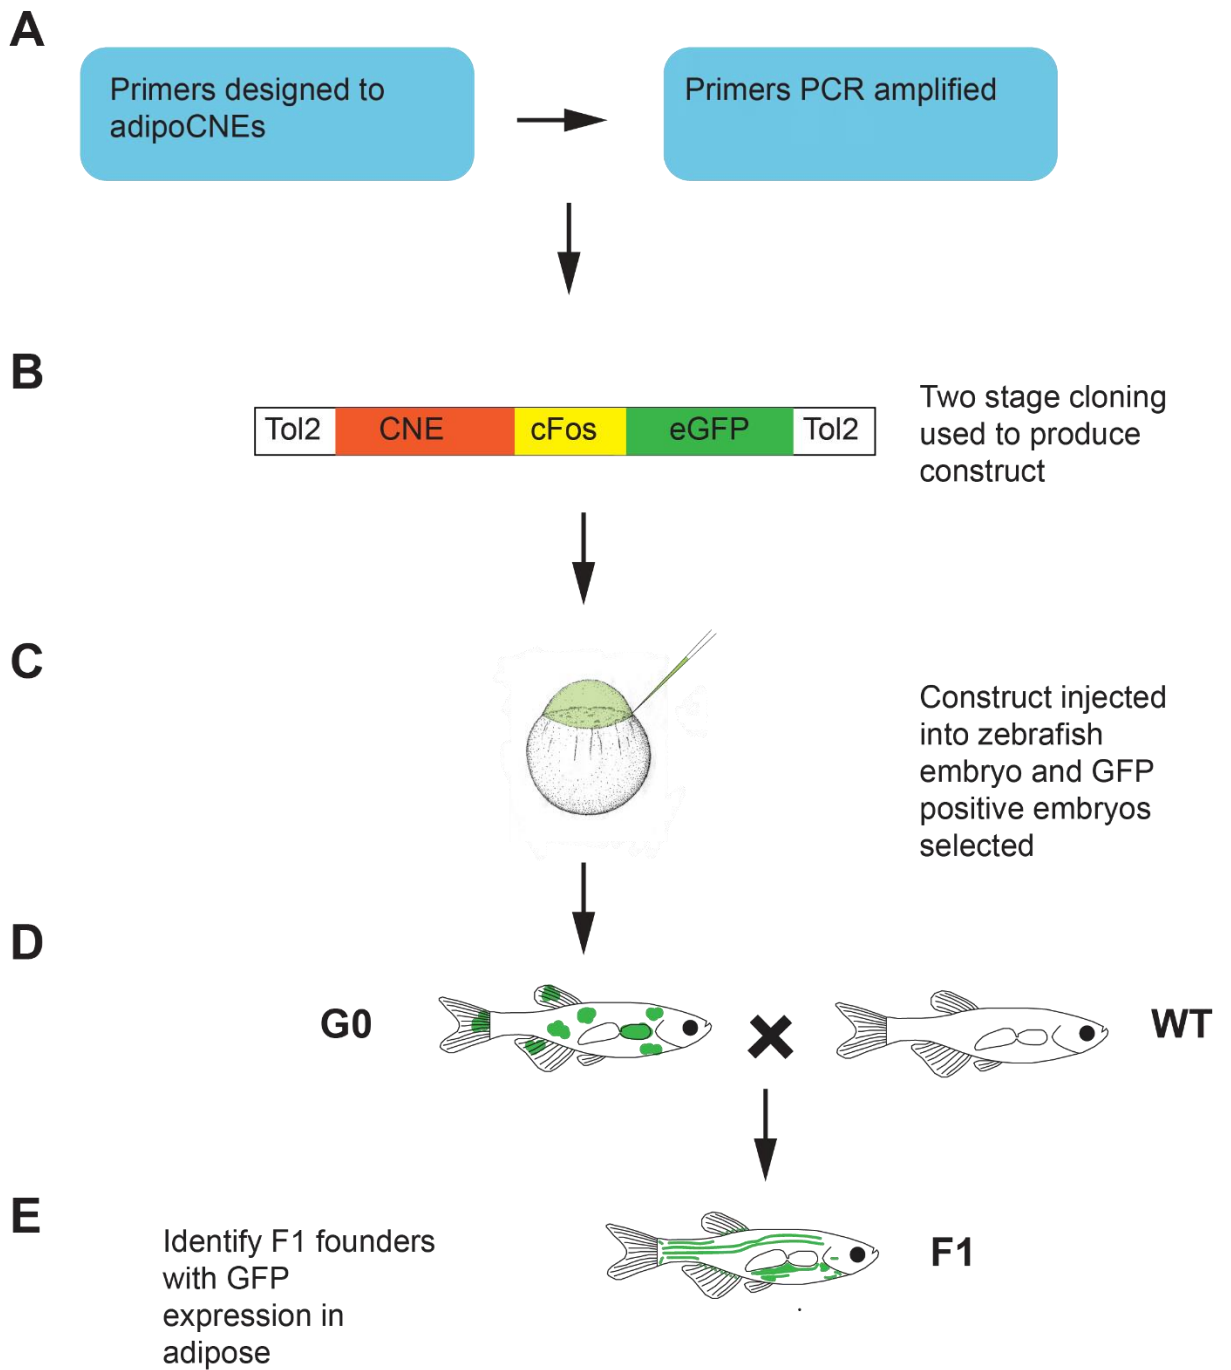 A
Primers designed to
adipoCNEs
Primers PCR amplified
B
Tol2 CNE cFos eGFP Tol2
Two stage cloning
used to produce
construct
C
Construct injected
into zebrafish
embryo and GFP
positive embryos
selected
D
G0
WT
E
Identify F1 founders
with GFP
expression in
adipose
F1